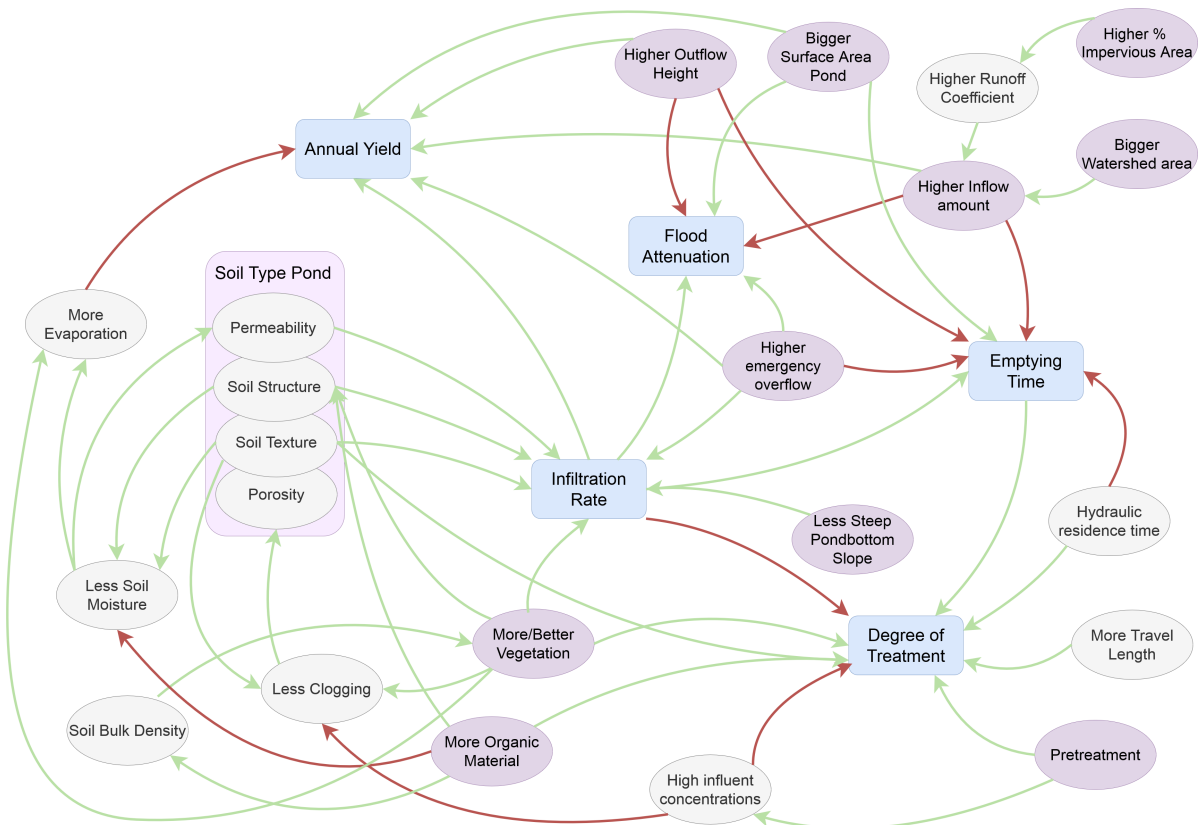 Higher %
Impervious Area
Bigger
Surface Area
Pond
Higher Outflow
Height
Higher Runoff
Coefficient
Annual Yield
Bigger
Watershed area
Higher Inflow
amount
Flood
Attenuation
Soil Type Pond
More
Evaporation
Permeability
Soil Structure
Soil Texture
Porosity
Higher
emergency
overflow
Emptying
Time
Infiltration
Rate
Less Steep
Pondbottom
Slope
Hydraulic
residence time
Less Soil
Moisture
More/Better
Vegetation
Degree of
Treatment
More Travel
Length
Less Clogging
Soil Bulk Density
More Organic
Material
High influent
concentrations
Pretreatment